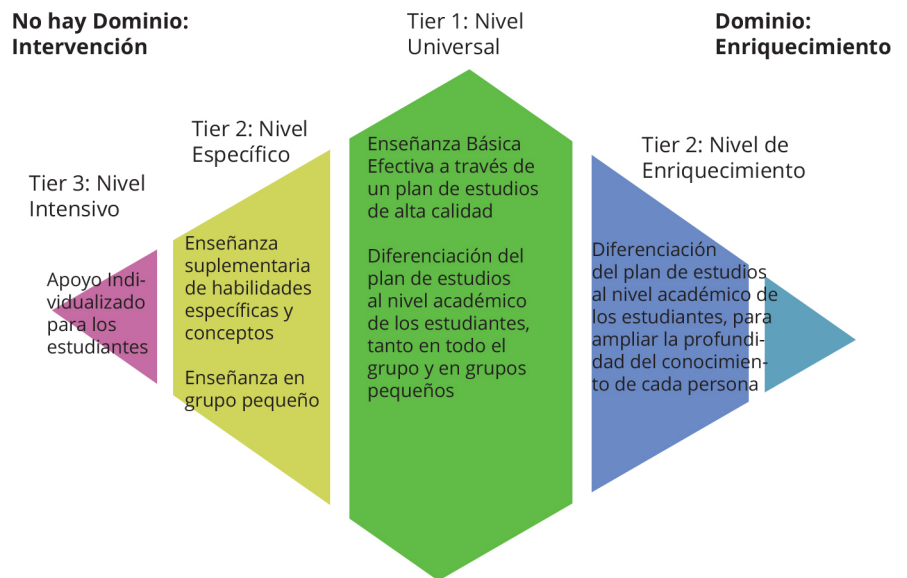 No hay Dominio:
Intervención
Tier 1: Nivel
Universal
Dominio:
Enriquecimiento
Tier 3: Nivel
Intensivo
Apoyo Indi-
vidualizado
para los
estudiantes
Tier 2: Nivel
Específico
Enseñanza
suplementaria
de habilidades
específicas y
conceptos
Enseñanza en
grupo pequeño
Enseñanza Básica
Efectiva a través de
un plan de estudios
de alta calidad
Diferenciación del
plan de estudios
al nivel académico
de los estudiantes,
tanto en todo el
grupo y en grupos
pequeños
Tier 2: Nivel de
Enriquecimiento
Diferenciación
del plan de estudios
al nivel académico de
los estudiantes, para
ampliar la profundi-
dad del conocimien-
to de cada persona